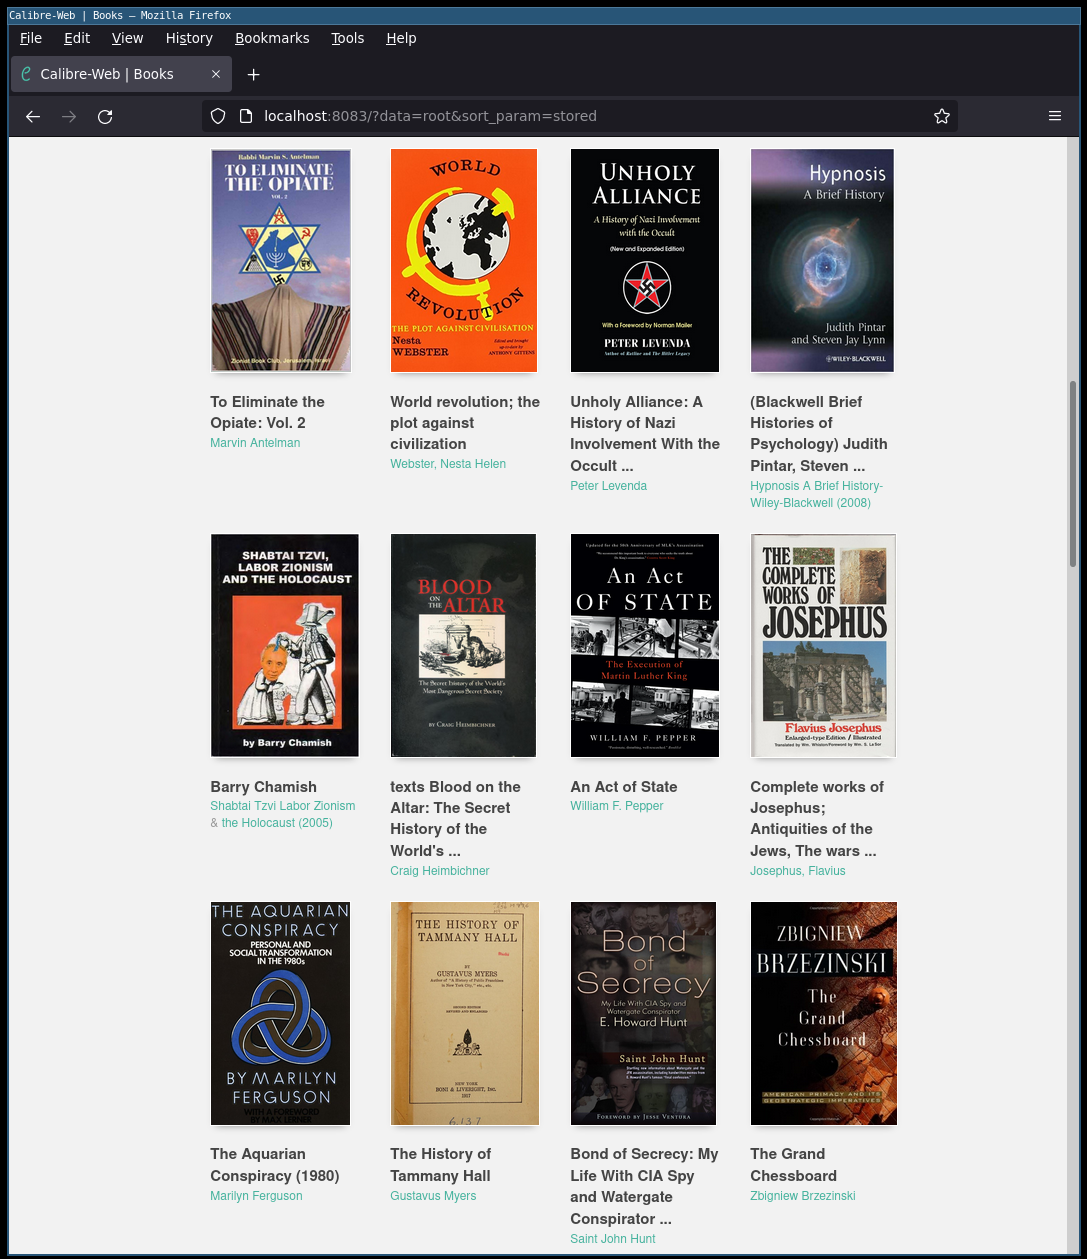 Calibre-Web | Books — Mozilla Firefox
File Edit View History Bookmarks Tools Help
Calibre-Web | Books
localhost:8083/?data=root&sort_param=stored
Rabbi Marvin S. Antelman
TO ELIMINATE
THE OPIATE
VOL. 2
Zionist Book Club, Jerusalem, Israel
WORLD
REVOLUTION
THE PLOT AGAINST CIVILISATION
Nesta
WEBSTER
Edited and brought
up-to-date by
ANTHONY GITTENS
UNHOLY
ALLIANCE
A History of Nazi Involvement
with the Occult
(New and Expanded Edition)
With a Foreword by Norman Mailer
PETER LEVENDA
Author of Ratline and The Hitler Legacy
Hypnosis
A Brief History
Judith Pintar
and Steven Jay Lynn
WILEY-BLACKWELL
To Eliminate the
Opiate: Vol. 2
Marvin Antelman
World revolution; the
plot against
civilization
Webster, Nesta Helen
Unholy Alliance: A
History of Nazi
Involvement With the
Occult ...
Peter Levenda
(Blackwell Brief
Histories of
Psychology) Judith
Pintar, Steven ...
Hypnosis A Brief History-
Wiley-Blackwell (2008)
SHABTAI TZVI,
LABOR ZIONISM
AND THE HOLOCAUST
by Barry Chamish
BLOOD
ON
THE ALTAR
The Secret History of the World's
Most Dangerous Secret Society
BY CRAIG HEIMBICHNER
Updated for the 50th Anniversary of MLK's Assassination
An Act
OF STATE
The Execution of
Martin Luther King
WILLIAM F. PEPPER
THE
COMPLETE
WORKS OF
JOSEPHUS
Flavius Josephus
Enlarged-type Edition / Illustrated
Translated by Wm. Whiston/Foreword by Wm. S. LaSor
Barry Chamish
Shabtai Tzvi Labor Zionism
& the Holocaust (2005)
texts Blood on the
Altar: The Secret
History of the
World's ...
Craig Heimbichner
An Act of State
William F. Pepper
Complete works of
Josephus;
Antiquities of the
Jews, The wars ...
Josephus, Flavius
THE AQUARIAN
CONSPIRACY
PERSONAL AND
SOCIAL TRANSFORMATION
IN THE 1980s
BY MARILYN
FERGUSON
WITH A FOREWORD
BY MAX LERNER
THE HISTORY OF
TAMMANY HALL
BY
GUSTAVUS MYERS
Author of "A History of Public Franchises
in New York City," etc., etc.
SECOND EDITION
REVISED AND ENLARGED
NEW YORK
BONI & LIVERIGHT, Inc.
1917
6137
Bond
of
Secrecy
My Life With CIA Spy and
Watergate Conspirator
E. Howard Hunt
Saint John Hunt
FOREWORD BY JESSE VENTURA
ZBIGNIEW
BRZEZINSKI
The
Grand
Chessboard
AMERICAN PRIMACY AND ITS
GEOSTRATEGIC IMPERATIVES
The Aquarian
Conspiracy (1980)
Marilyn Ferguson
The History of
Tammany Hall
Gustavus Myers
Bond of Secrecy: My
Life With CIA Spy
and Watergate
Conspirator ...
Saint John Hunt
The Grand
Chessboard
Zbigniew Brzezinski